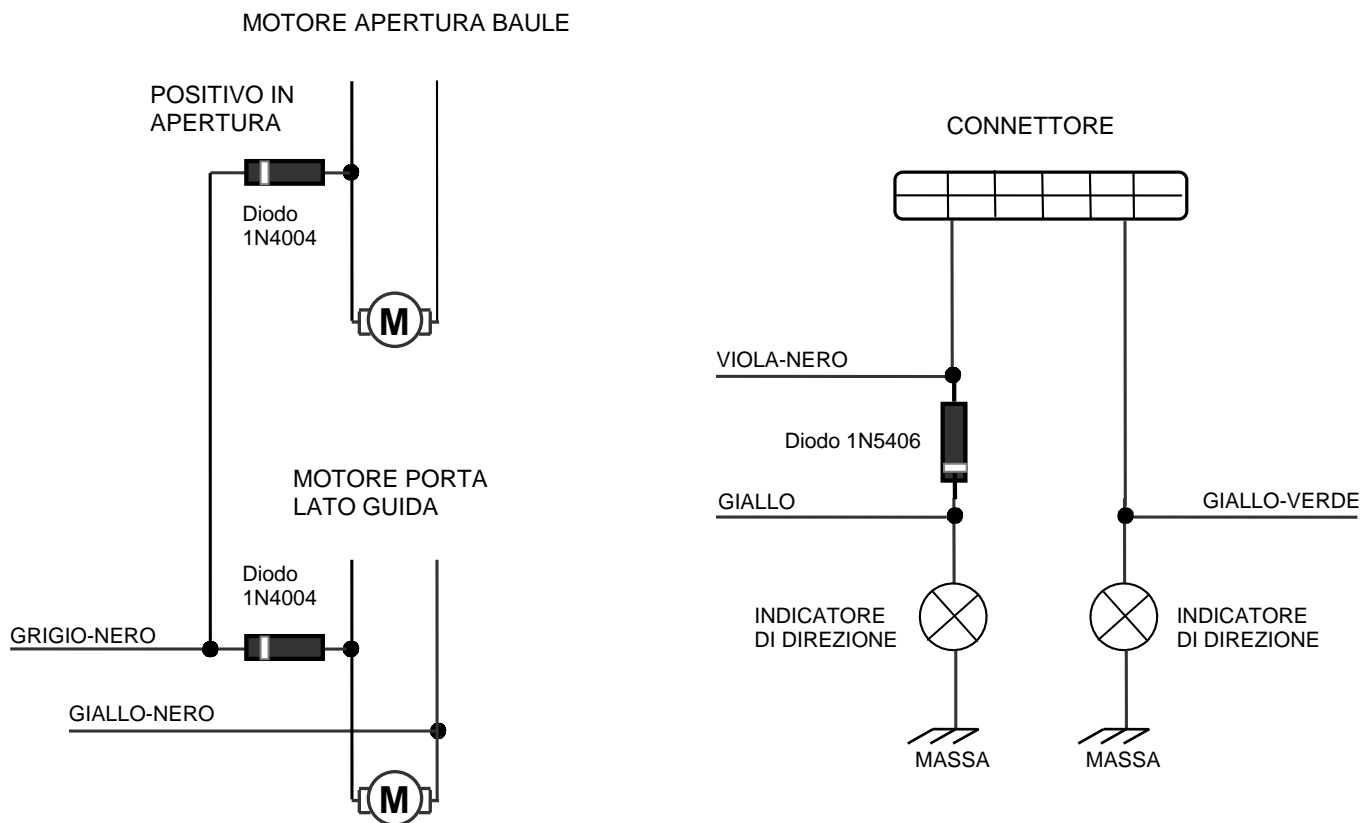 MOTORE APERTURA BAULE
POSITIVO IN
APERTURA
Diodo
1N4004
M
MOTORE PORTA
LATO GUIDA
Diodo
1N4004
GRIGIO-NERO
GIALLO-NERO
M
CONNETTORE
VIOLA-NERO
Diodo 1N5406
GIALLO
GIALLO-VERDE
INDICATORE
DI DIREZIONE
INDICATORE
DI DIREZIONE
MASSA
MASSA